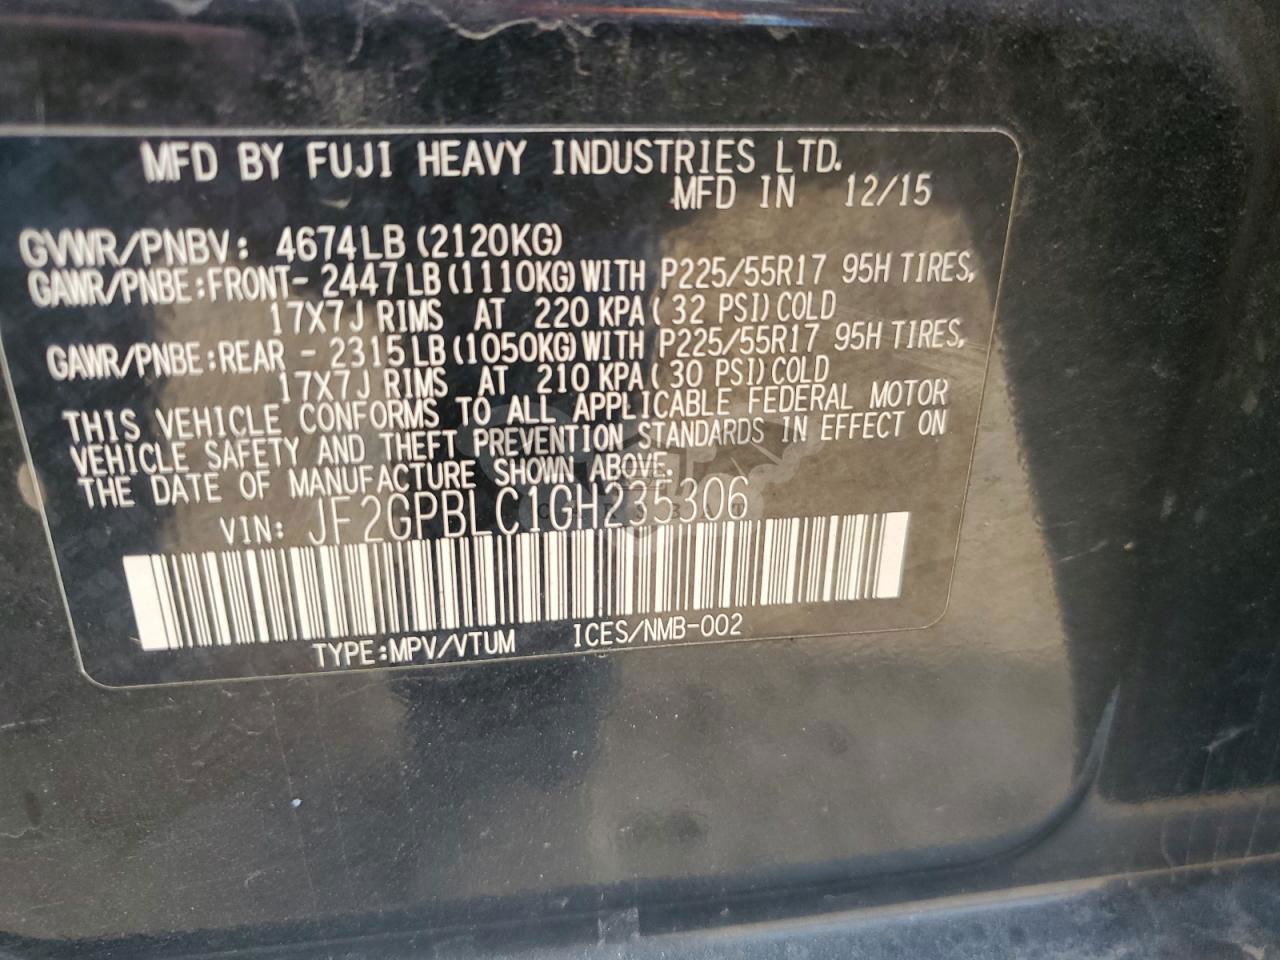 MFD BY FUJI HEAVY INDUSTRIES LTD.
MFD IN 12/15
GVWR/PNBV: 4674LB (2120KG)
GAWR/PNBE:FRONT- 2447LB (1110KG) WITH P225/55R17 95H TIRES,
17X7J RIMS AT 220 KPA( 32 PSI) COLD
GAWR/PNBE:REAR - 2315LB (1050KG) WITH P225/55R17 95H TIRES,
17X7J RIMS AT 210 KPA( 30 PSI) COLD
THIS VEHICLE CONFORMS TO ALL APPLICABLE FEDERAL MOTOR
VEHICLE SAFETY AND THEFT PREVENTION STANDARDS IN EFFECT ON
THE DATE OF MANUFACTURE SHOWN ABOVE.
VIN: JF2GPBLC1GH235306
TYPE:MPV/VTUM ICES/NMB-002